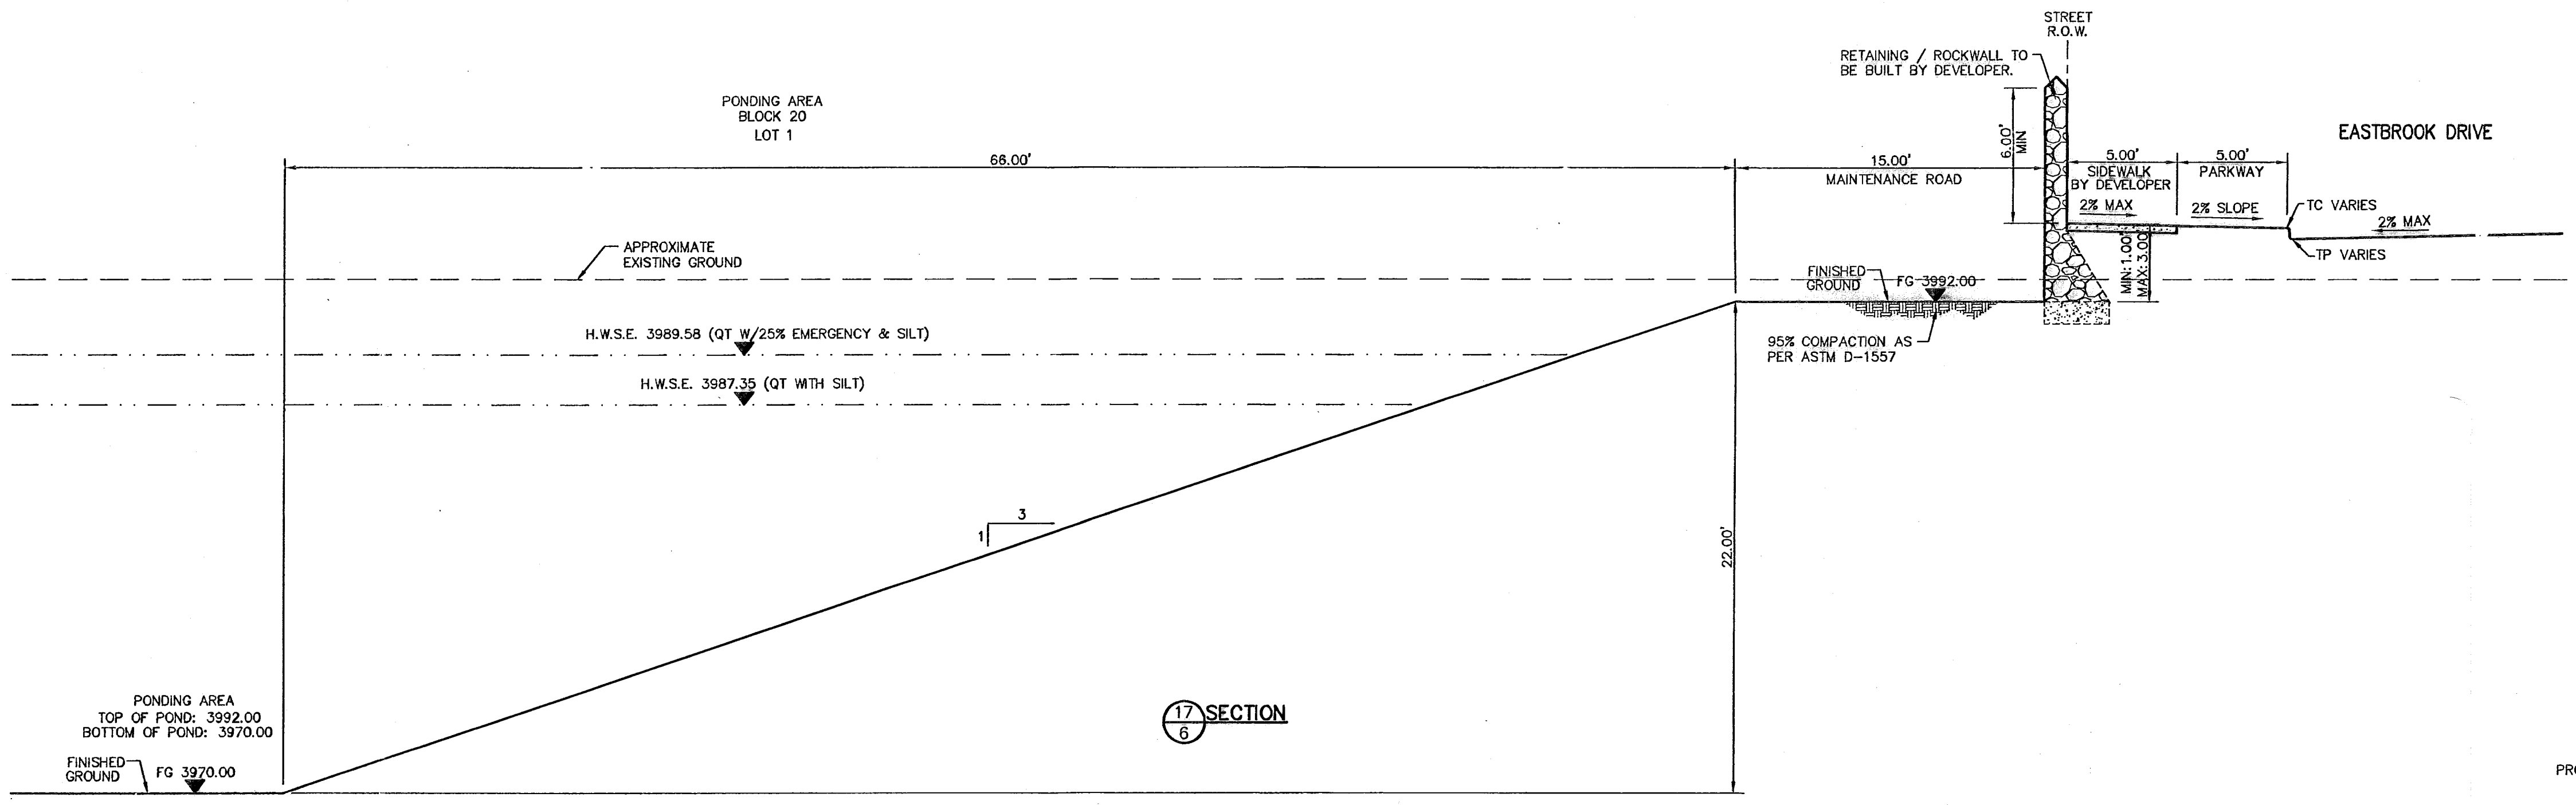 STREET
R.O.W.
RETAINING / ROCKWALL TO
BE BUILT BY DEVELOPER.
PONDING AREA
BLOCK 20
LOT 1
EASTBROOK DRIVE
66.00'
15.00'
MAINTENANCE ROAD
6.00'
MIN
5.00'
SIDEWALK
BY DEVELOPER
5.00'
PARKWAY
2% MAX
2% SLOPE
TC VARIES
2% MAX
TP VARIES
MIN: 1.00'
MAX: 3.00'
APPROXIMATE
EXISTING GROUND
FINISHED
GROUND
FG 3992.00
95% COMPACTION AS
PER ASTM D-1557
H.W.S.E. 3989.58 (QT W/25% EMERGENCY & SILT)
H.W.S.E. 3987.35 (QT WITH SILT)
3
1
22.00'
PONDING AREA
TOP OF POND: 3992.00
BOTTOM OF POND: 3970.00
FINISHED
GROUND
FG 3970.00
17
6
SECTION